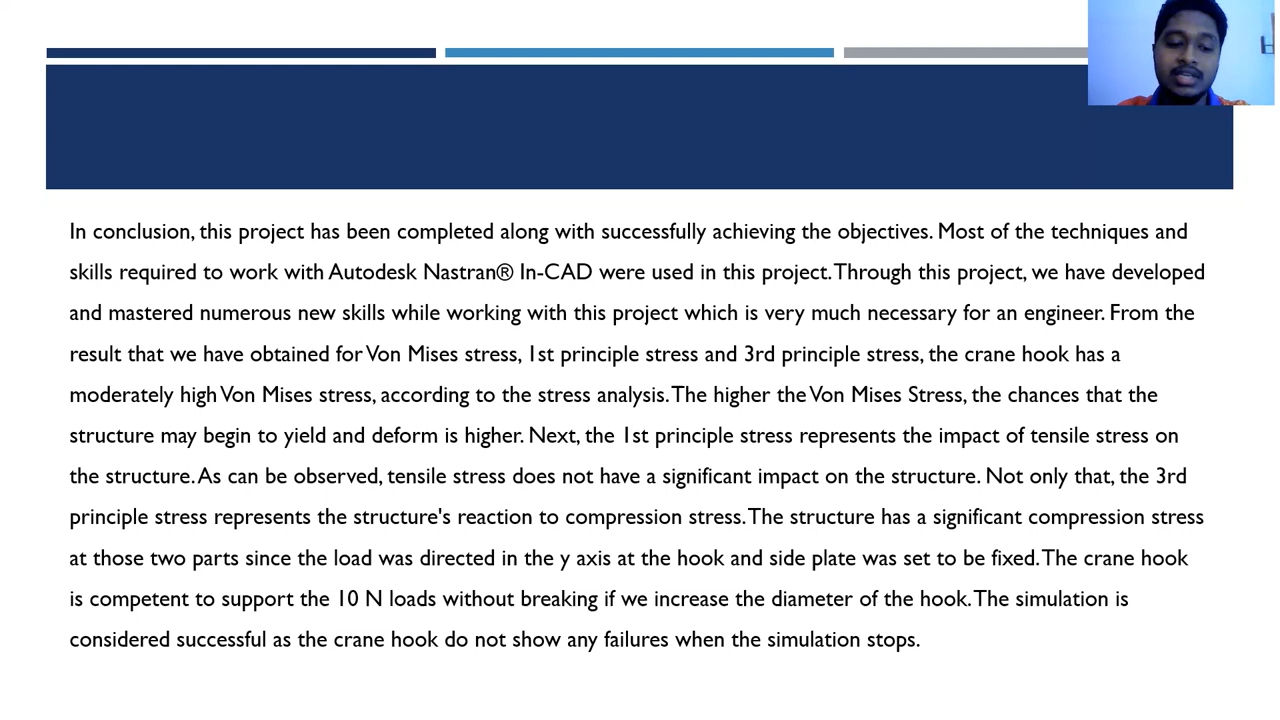 In conclusion, this project has been completed along with successfully achieving the objectives. Most of the techniques and
skills required to work with Autodesk Nastran® In-CAD were used in this project. Through this project, we have developed
and mastered numerous new skills while working with this project which is very much necessary for an engineer. From the
result that we have obtained for Von Mises stress, 1st principle stress and 3rd principle stress, the crane hook has a
moderately high Von Mises stress, according to the stress analysis. The higher the Von Mises Stress, the chances that the
structure may begin to yield and deform is higher. Next, the 1st principle stress represents the impact of tensile stress on
the structure. As can be observed, tensile stress does not have a significant impact on the structure. Not only that, the 3rd
principle stress represents the structure's reaction to compression stress. The structure has a significant compression stress
at those two parts since the load was directed in the y axis at the hook and side plate was set to be fixed. The crane hook
is competent to support the 10 N loads without breaking if we increase the diameter of the hook. The simulation is
considered successful as the crane hook do not show any failures when the simulation stops.